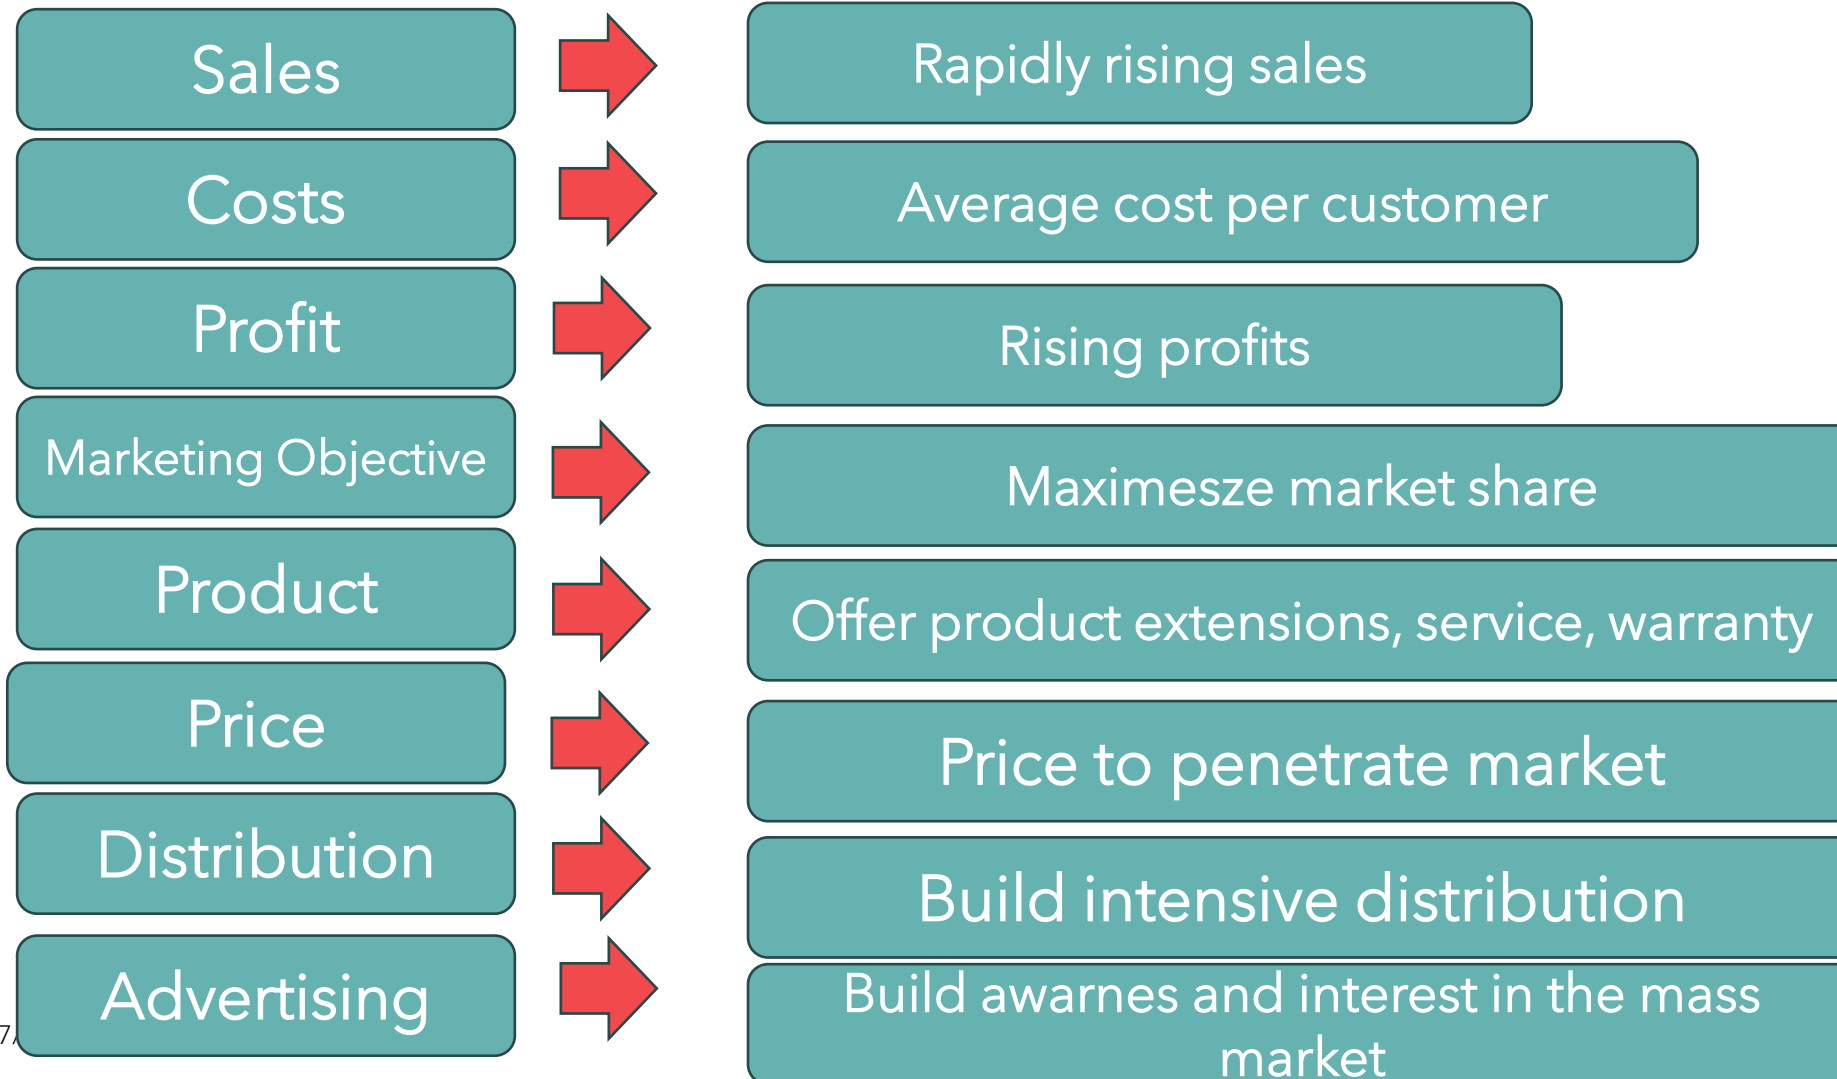 Sales
Rapidly rising sales
Costs
Average cost per customer
Profit
Rising profits
Marketing Objective
Maximesze market share
Product
Offer product extensions, service, warranty
Price
Price to penetrate market
Distribution
Build intensive distribution
Advertising
Build awarnes and interest in the mass
market
7/